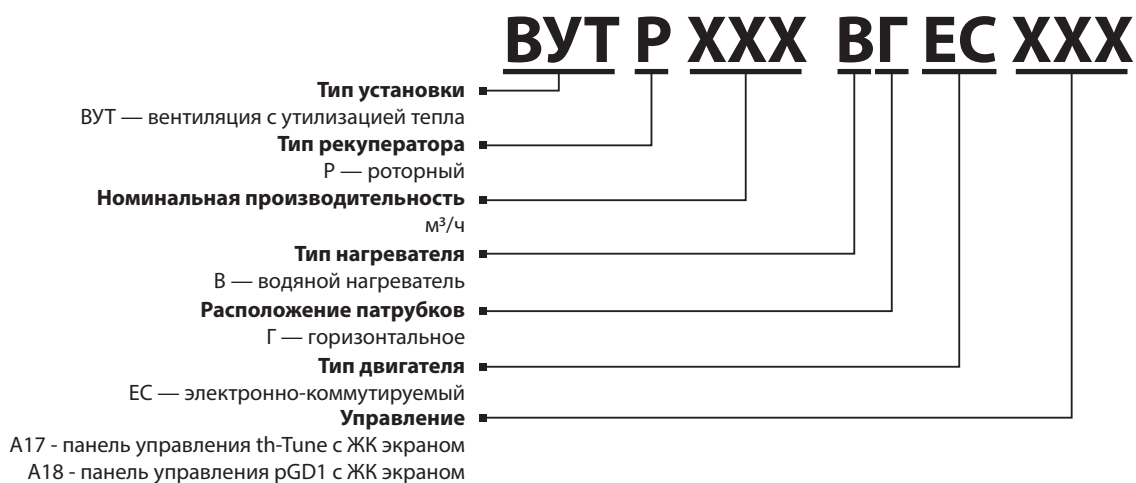 ВУТ Р ХХХ ВГ ЕС ХХХ
Тип установки
ВУТ — вентиляция с утилизацией тепла
Тип рекуператора
Р — роторный
Номинальная производительность
м³/ч
Тип нагревателя
В — водяной нагреватель
Расположение патрубков
Г — горизонтальное
Тип двигателя
ЕС — электронно-коммутируемый
Управление
А17 - панель управления th-Tune с ЖК экраном
А18 - панель управления pGD1 с ЖК экраном